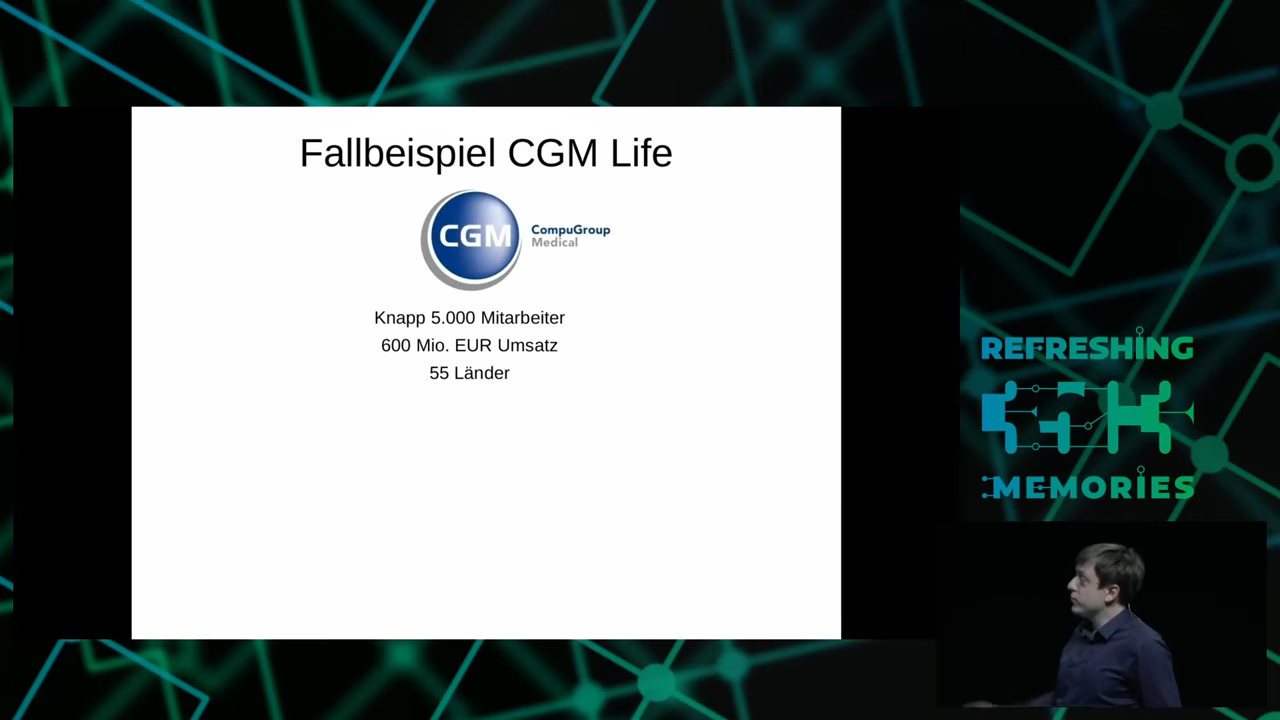 Fallbeispiel CGM Life
CGM
CompuGroup
Medical
Knapp 5.000 Mitarbeiter
600 Mio. EUR Umsatz
55 Länder
REFRESHING
MEMORIES